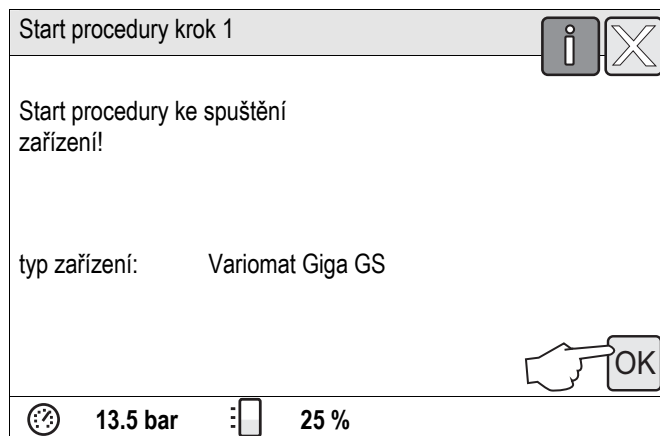 Start procedury krok 1
i
X
Start procedury ke spuštění
zařízení!
typ zařízení: Variomat Giga GS
OK
13.5 bar 25 %